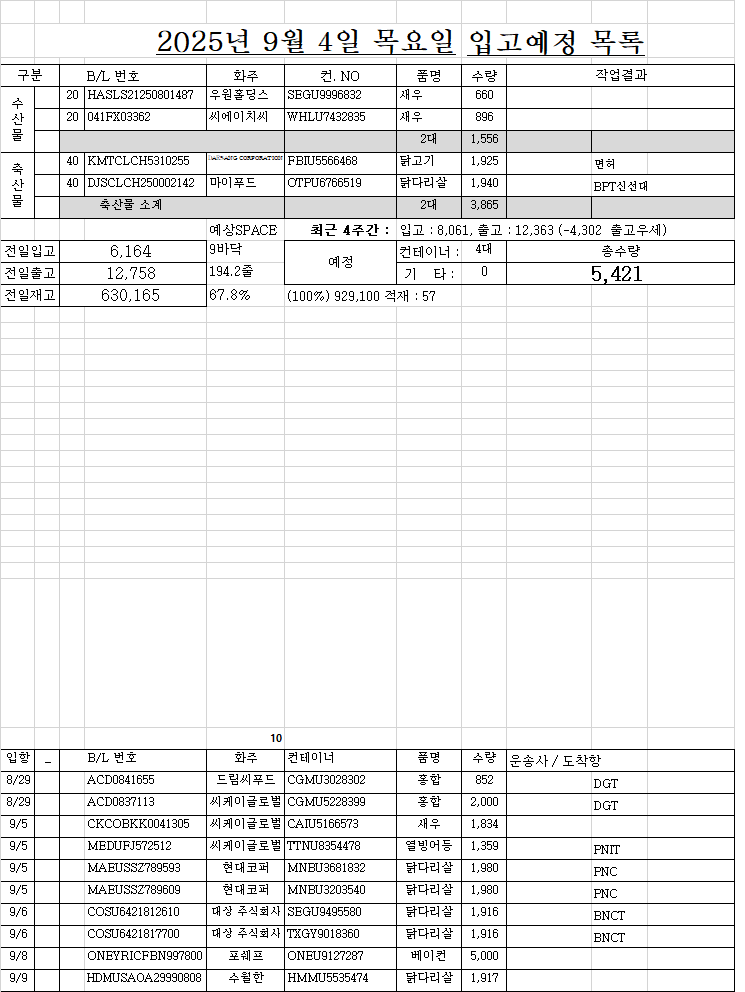 2025년 9월 4일 목요일 입고예정 목록
구분 B/L 번호 화주 컨. NO 품명 수량 작업결과
수산물
20 HASLS21250801487 우원홀딩스 SEGU9996832 새우 660
20 041FX03362 씨에이치씨 WHLU7432835 새우 896
2대 1,556
축산물
40 KMTCLCH5310255 DAERANG CORPORATION FBIU5566468 닭고기 1,925 면허
40 DJSCLCH250002142 마이푸드 OTPU6766519 닭다리살 1,940 BPT신선대
축산물 소계 2대 3,865
예상SPACE 최근 4주간 : 입고 : 8,061, 출고 : 12,363 (-4,302 출고우세)
전일입고 6,164 9바닥 예정 컨테이너 : 4대 총수량
전일출고 12,758 194.2줄 기 타 : 0 5,421
전일재고 630,165 67.8% (100%) 929,100 적재 : 57
10
입항 _ B/L 번호 화주 컨테이너 품명 수량 운송사 / 도착항
8/29 ACD0841655 드림씨푸드 CGMU3028302 홍합 852 DGT
8/29 ACD0837113 씨케이글로벌 CGMU5228399 홍합 2,000 DGT
9/5 CKCOBKK0041305 씨케이글로벌 CAIU5166573 새우 1,834
9/5 MEDUFJ572512 씨케이글로벌 TTNU8354478 열빙어등 1,359 PNIT
9/5 MAEUSSZ789593 현대코퍼 MNBU3681832 닭다리살 1,980 PNC
9/5 MAEUSSZ789609 현대코퍼 MNBU3203540 닭다리살 1,980 PNC
9/6 COSU6421812610 대상 주식회사 SEGU9495580 닭다리살 1,916 BNCT
9/6 COSU6421817700 대상 주식회사 TXGY9018360 닭다리살 1,916 BNCT
9/8 ONEYRICFBN997800 포쉐프 ONEU9127287 베이컨 5,000
9/9 HDMUSAOA29990808 수월한 HMMU5535474 닭다리살 1,917